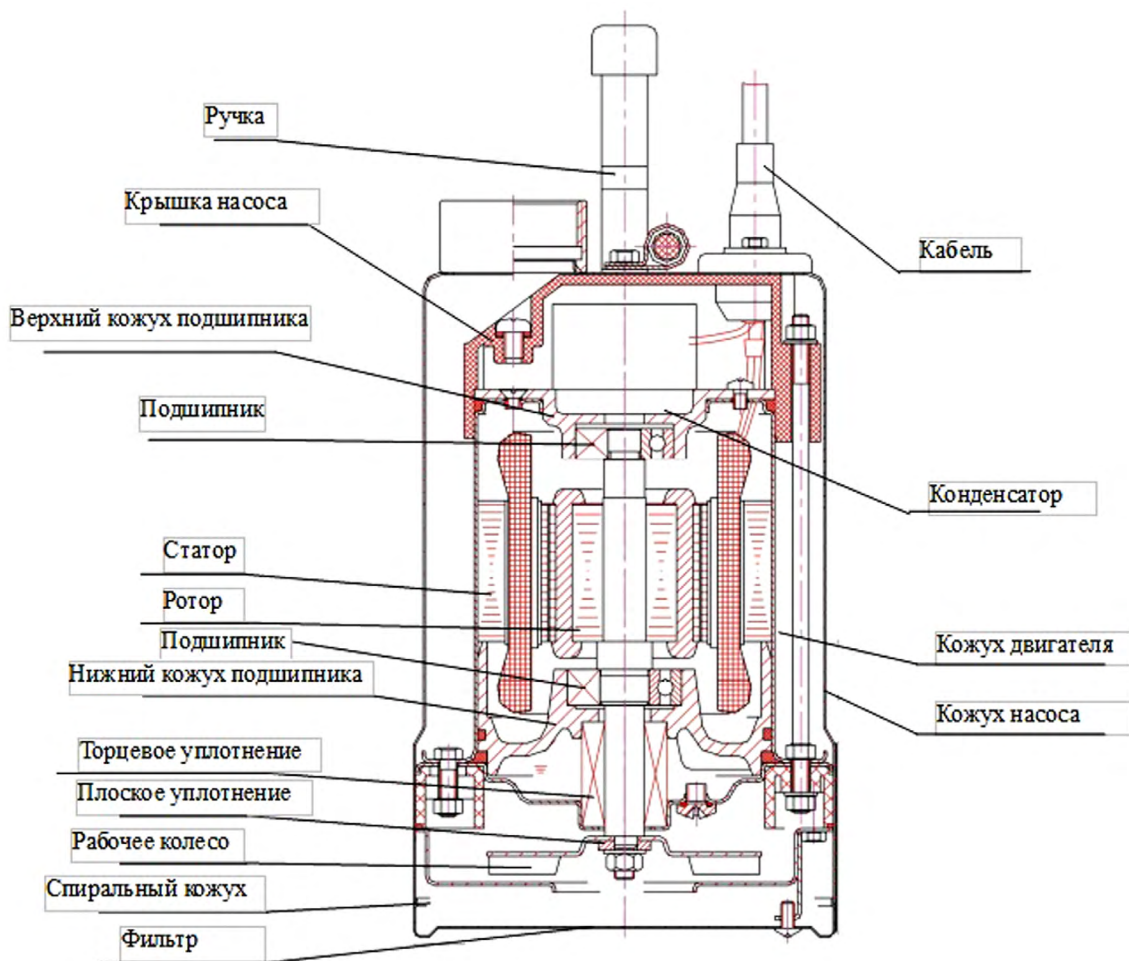 Ручка
Крышка насоса
Кабель
Верхний кожух подшипника
Подшипник
Конденсатор
Статор
Ротор
Подшипник
Кожух двигателя
Нижний кожух подшипника
Кожух насоса
Торцевое уплотнение
Плоское уплотнение
Рабочее колесо
Спиральный кожух
Фильтр